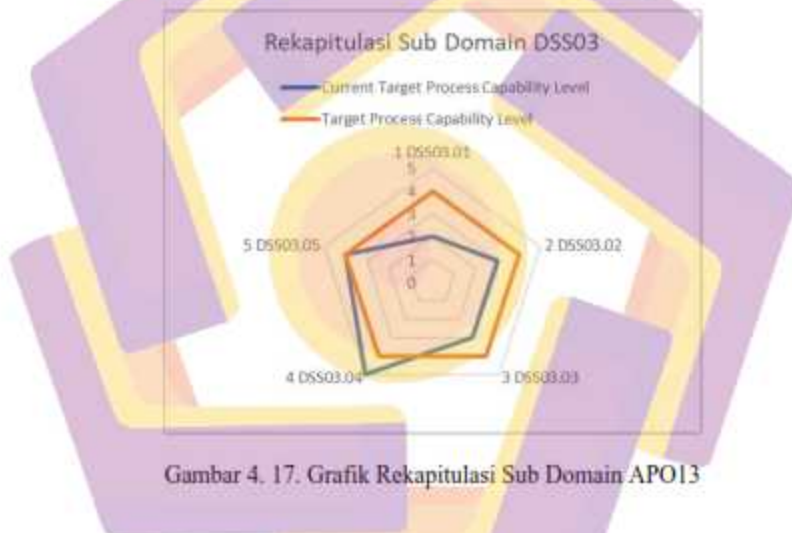 Rekapitulasi Sub Domain DSS03
Current Target Process Capability Level
Target Process Capability Level
1 DSS03.01
5
4
3
2
1
0
5 DSS03.05
2 DSS03.02
4 DSS03.04
3 DSS03.03
Gambar 4. 17. Grafik Rekapitulasi Sub Domain APO13